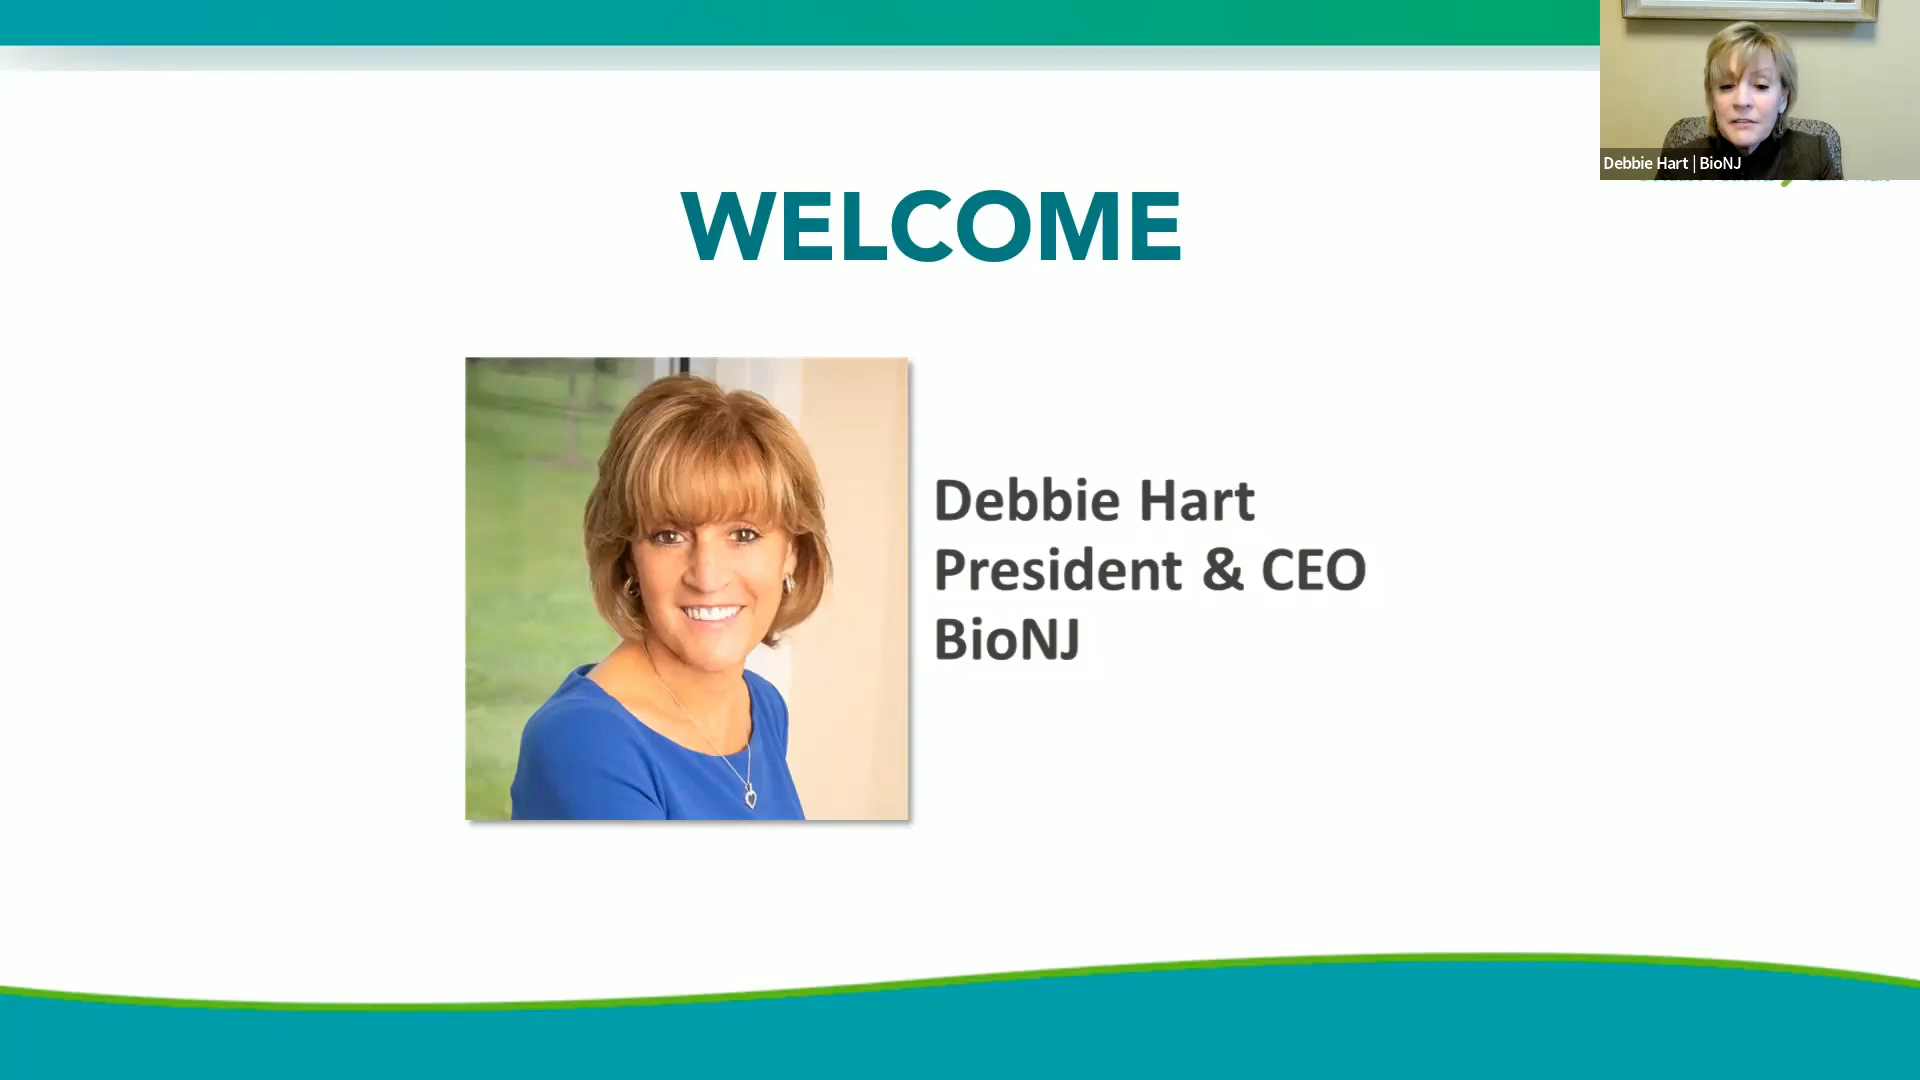 WELCOME
Debbie Hart
President & CEO
BioNJ
Debbie Hart | BioNJ